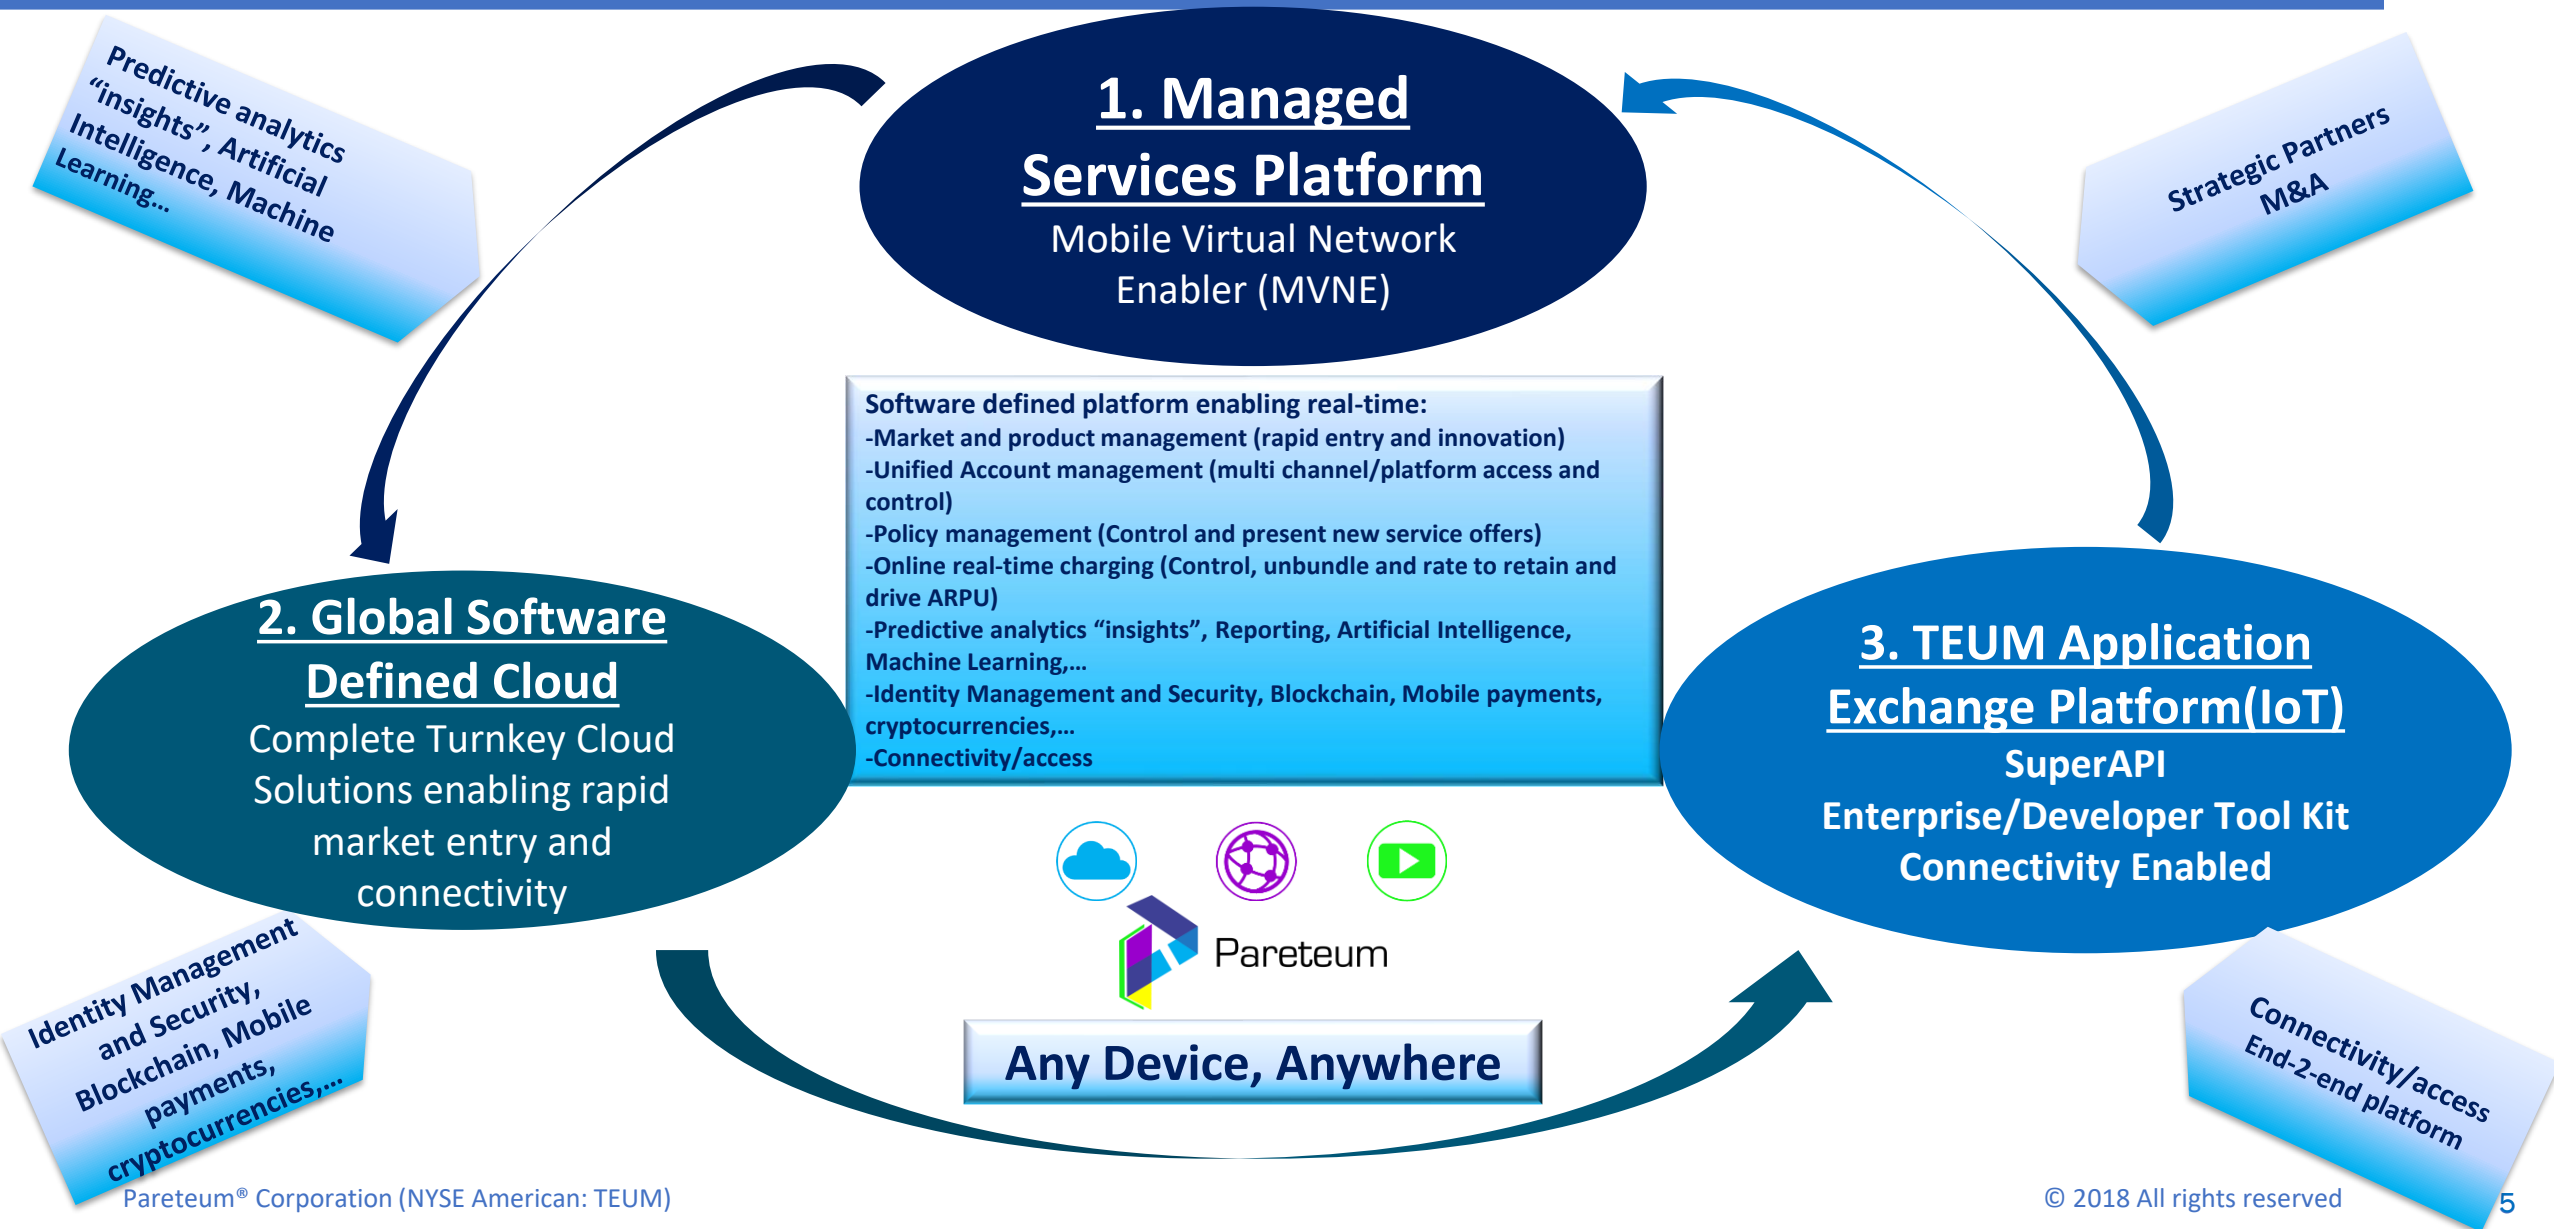 Predictive analytics
“insights”, Artificial
Intelligence, Machine
Learning…
1. Managed
Services Platform
Mobile Virtual Network
Enabler (MVNE)
Strategic Partners
M&A
Software defined platform enabling real-time:
-Market and product management (rapid entry and innovation)
-Unified Account management (multi channel/platform access and
control)
-Policy management (Control and present new service offers)
-Online real-time charging (Control, unbundle and rate to retain and
drive ARPU)
-Predictive analytics “insights”, Reporting, Artificial Intelligence,
Machine Learning,…
-Identity Management and Security, Blockchain, Mobile payments,
cryptocurrencies,…
-Connectivity/access
2. Global Software
Defined Cloud
Complete Turnkey Cloud
Solutions enabling rapid
market entry and
connectivity
3. TEUM Application
Exchange Platform(IoT)
SuperAPI
Enterprise/Developer Tool Kit
Connectivity Enabled
Pareteum
Any Device, Anywhere
Identity Management
and Security,
Blockchain, Mobile
payments,
cryptocurrencies,…
Connectivity/access
End-2-end platform
Pareteum® Corporation (NYSE American: TEUM)
© 2018 All rights reserved
5